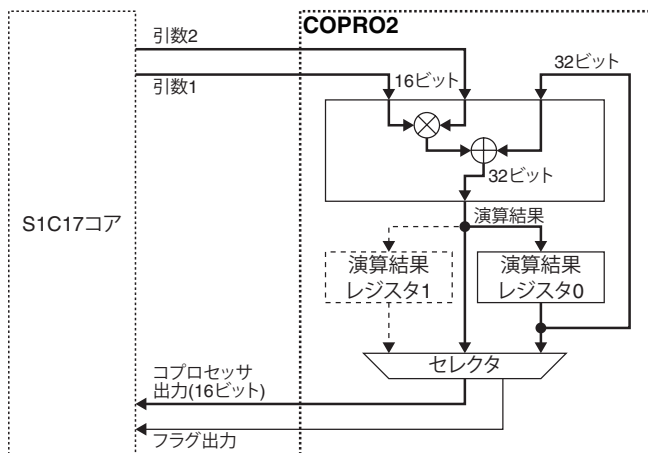 COPRO2
引数2
引数1
16ビット
32ビット
32ビット
S1C17コア
演算結果
演算結果
レジスタ1
演算結果
レジスタ0
セレクタ
コプロセッサ
出力(16ビット)
フラグ出力